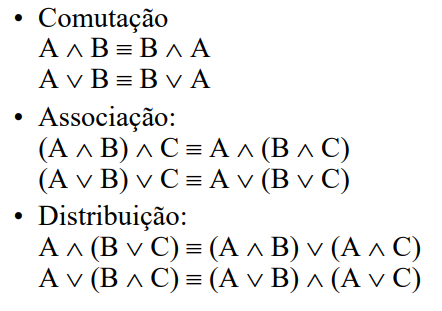 • Comutação
A ∧ B ≡ B ∧ A
A ∨ B ≡ B ∨ A
• Associação:
(A ∧ B) ∧ C ≡ A ∧ (B ∧ C)
(A ∨ B) ∨ C ≡ A ∨ (B ∨ C)
• Distribuição:
A ∧ (B ∨ C) ≡ (A ∧ B) ∨ (A ∧ C)
A ∨ (B ∧ C) ≡ (A ∨ B) ∧ (A ∨ C)